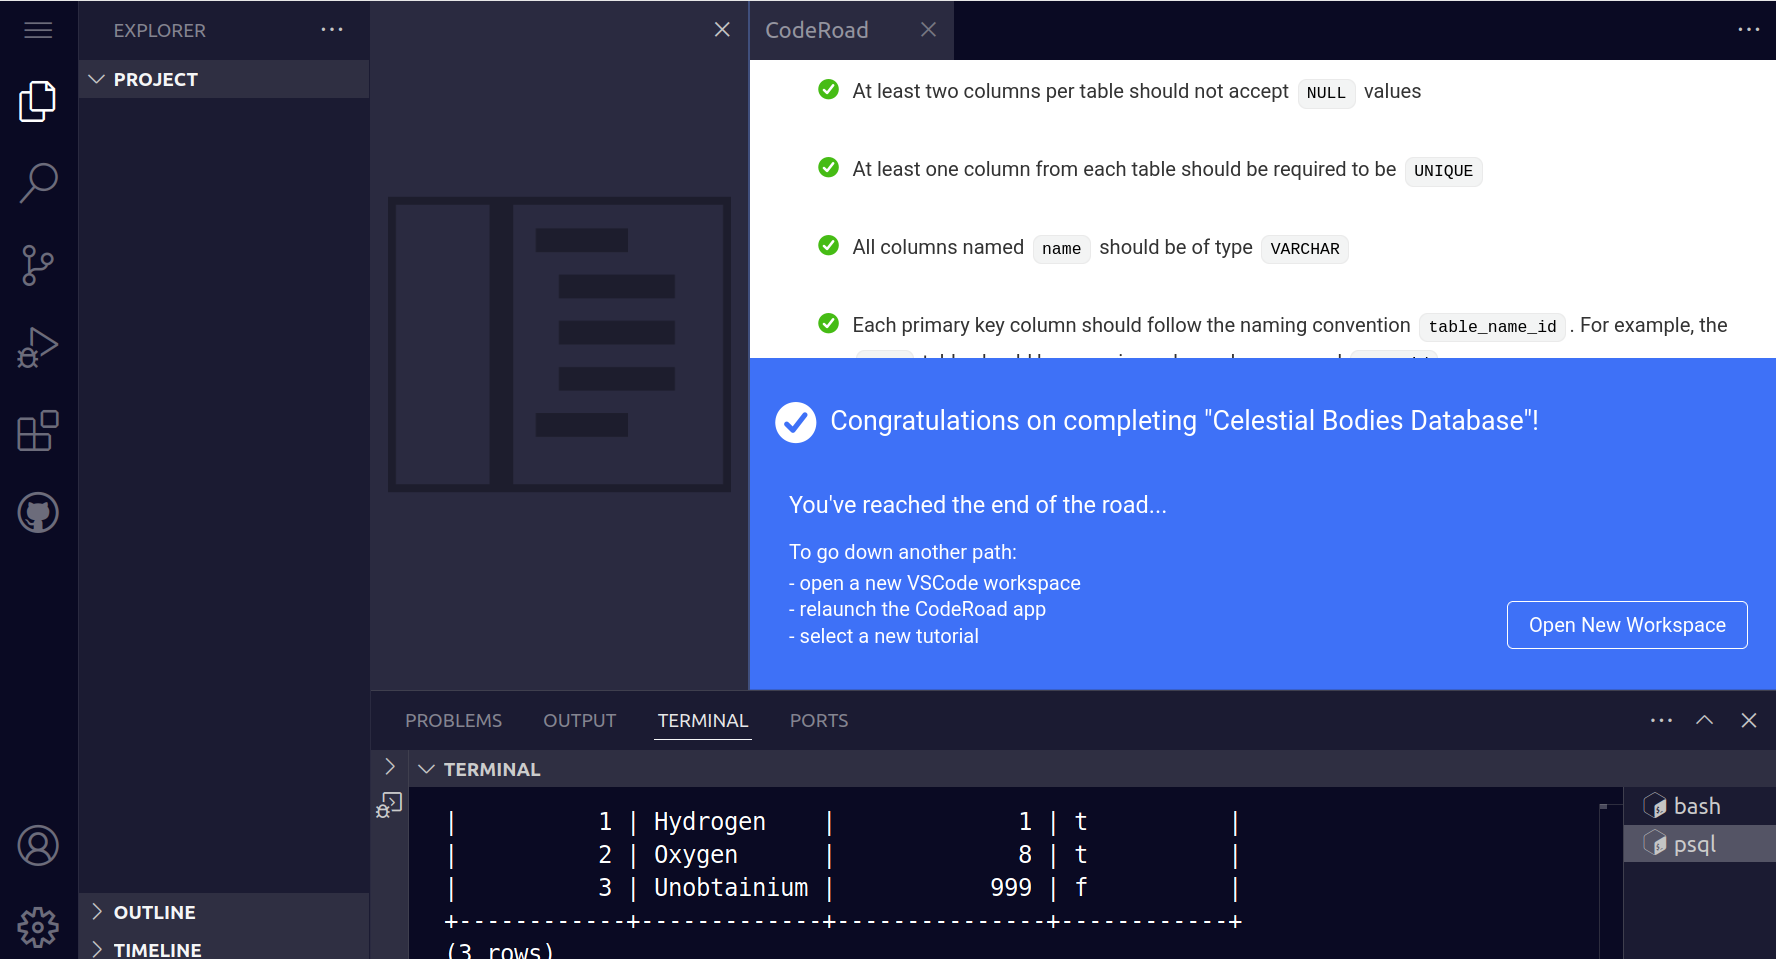 EXPLORER
PROJECT
OUTLINE
TIMELINE
CodeRoad
At least two columns per table should not accept NULL values
At least one column from each table should be required to be UNIQUE
All columns named name should be of type VARCHAR
Each primary key column should follow the naming convention table_name_id . For example, the
Congratulations on completing "Celestial Bodies Database"!
You've reached the end of the road...
To go down another path:
- open a new VSCode workspace
- relaunch the CodeRoad app
- select a new tutorial
Open New Workspace
PROBLEMS OUTPUT TERMINAL PORTS
TERMINAL
| 1 | Hydrogen | 1 | t |
| 2 | Oxygen | 8 | t |
| 3 | Unobtainium | 999 | f |
+------------+-------------+---------------+------------+
(3 rows)
bash
psql